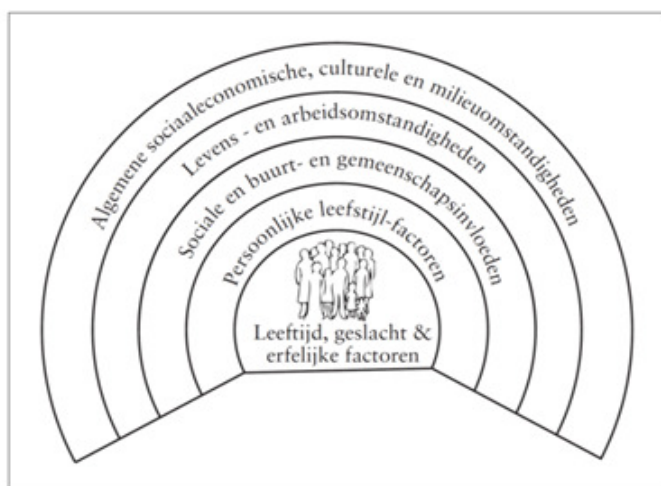 Algemene sociaaleconomische, culturele en milieuomstandigheden
Levens - en arbeidsomstandigheden
Sociale en buurt- en gemeenschapsinvloeden
Persoonlijke leefstijl-factoren
Leeftijd, geslacht &
erfelijke factoren